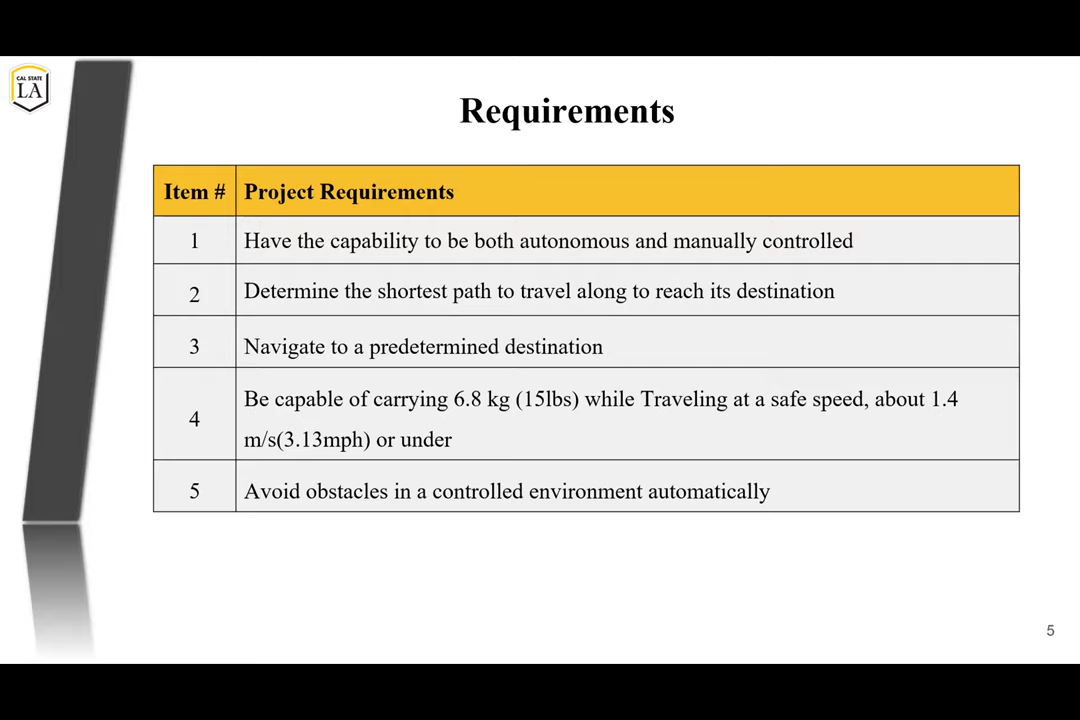 CAL STATE
LA
Requirements
Item # Project Requirements
1 Have the capability to be both autonomous and manually controlled
2 Determine the shortest path to travel along to reach its destination
3 Navigate to a predetermined destination
4 Be capable of carrying 6.8 kg (15lbs) while Traveling at a safe speed, about 1.4
m/s(3.13mph) or under
5 Avoid obstacles in a controlled environment automatically
5